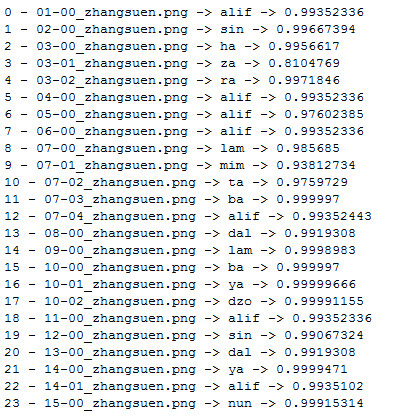 0 - 01-00_zhangsuen.png -> alif -> 0.99352336
1 - 02-00_zhangsuen.png -> sin -> 0.99667394
2 - 03-00_zhangsuen.png -> ha -> 0.9956617
3 - 03-01_zhangsuen.png -> za -> 0.8104769
4 - 03-02_zhangsuen.png -> ra -> 0.9971846
5 - 04-00_zhangsuen.png -> alif -> 0.99352336
6 - 05-00_zhangsuen.png -> alif -> 0.97602385
7 - 06-00_zhangsuen.png -> alif -> 0.99352336
8 - 07-00_zhangsuen.png -> lam -> 0.985685
9 - 07-01_zhangsuen.png -> mim -> 0.93812734
10 - 07-02_zhangsuen.png -> ta -> 0.9759729
11 - 07-03_zhangsuen.png -> ba -> 0.999997
12 - 07-04_zhangsuen.png -> alif -> 0.99352443
13 - 08-00_zhangsuen.png -> dal -> 0.9919308
14 - 09-00_zhangsuen.png -> lam -> 0.9998983
15 - 10-00_zhangsuen.png -> ba -> 0.999997
16 - 10-01_zhangsuen.png -> ya -> 0.99999666
17 - 10-02_zhangsuen.png -> dzo -> 0.99991155
18 - 11-00_zhangsuen.png -> alif -> 0.99352336
19 - 12-00_zhangsuen.png -> sin -> 0.99067324
20 - 13-00_zhangsuen.png -> dal -> 0.9919308
21 - 14-00_zhangsuen.png -> ya -> 0.9999471
22 - 14-01_zhangsuen.png -> alif -> 0.9935102
23 - 15-00_zhangsuen.png -> nun -> 0.99915314